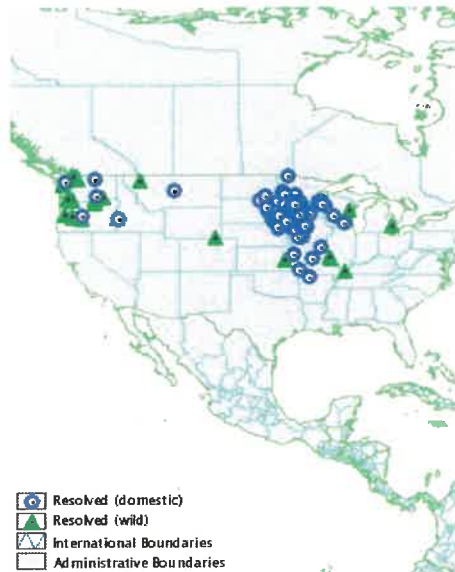 Resolved (domestic)
Resolved (wild)
International Boundaries
Administrative Boundaries